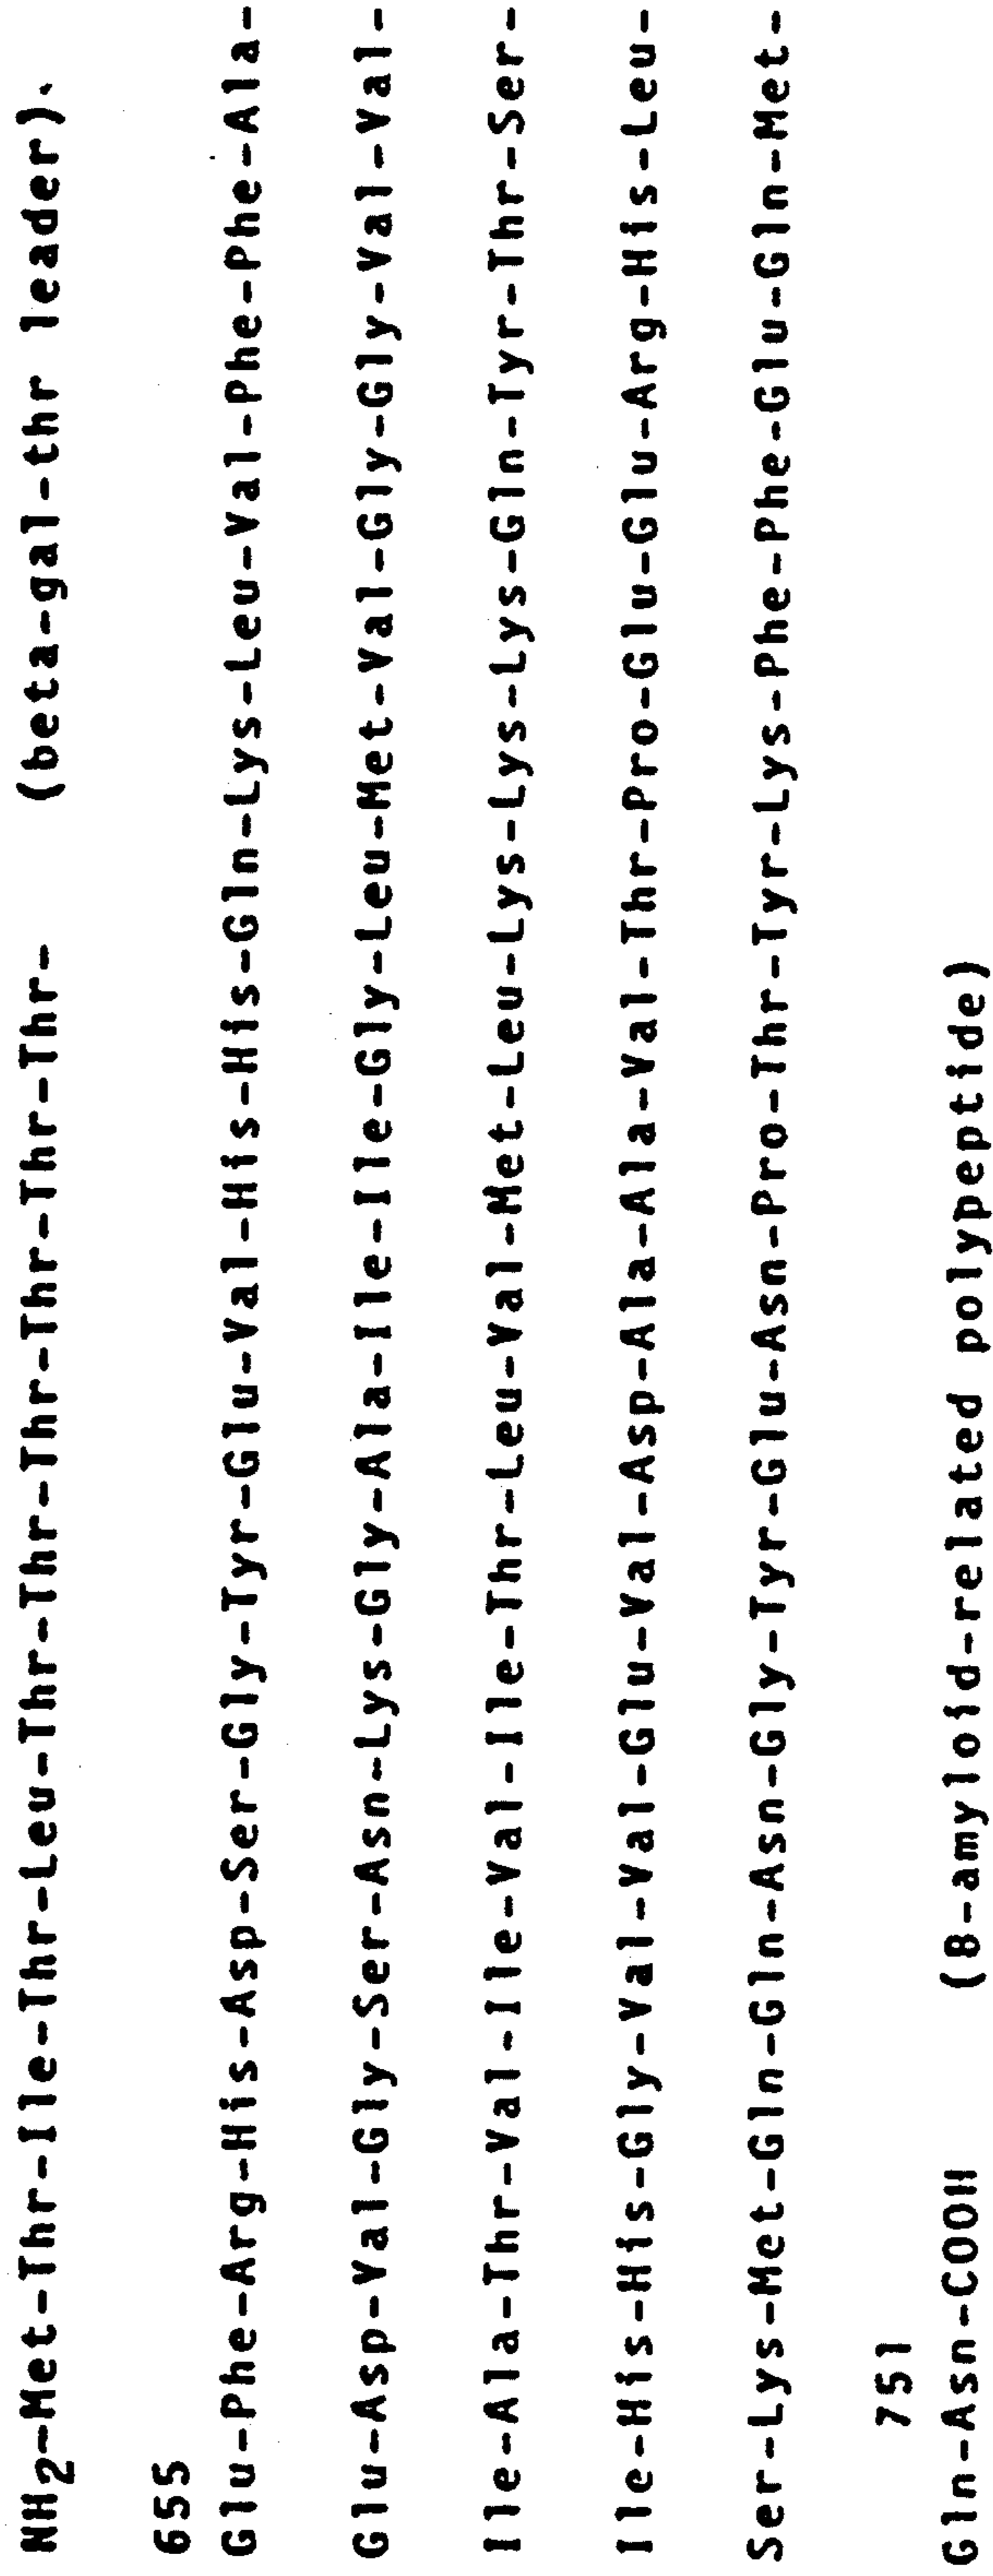 NH2-Met-Thr-Ile-Thr-Leu-Thr-Thr-Thr-Thr-Thr-Thr-Thr- (beta-gal-thr leader).
655
Glu-Phe-Arg-His-Asp-Ser-Gly-Tyr-Glu-Val-His-His-Gln-Lys-Leu-Val-Phe-Phe-Ala-
Glu-Asp-Val-Gly-Ser-Asn-Lys-Gly-Ala-Ile-Ile-Gly-Leu-Met-Val-Gly-Gly-Val-Val-
Ile-Ala-Thr-Val-Ile-Val-Ile-Thr-Leu-Val-Met-Leu-Lys-Lys-Lys-Gln-Tyr-Thr-Ser-
Ile-His-His-Gly-Val-Val-Glu-Val-Asp-Ala-Ala-Val-Thr-Pro-Glu-Glu-Arg-His-Leu-
Ser-Lys-Met-Gln-Gln-Asn-Gly-Tyr-Glu-Asn-Pro-Thr-Tyr-Lys-Phe-Phe-Glu-Gln-Met-
751
Gln-Asn-COOH (B-amyloid-related polypeptide)